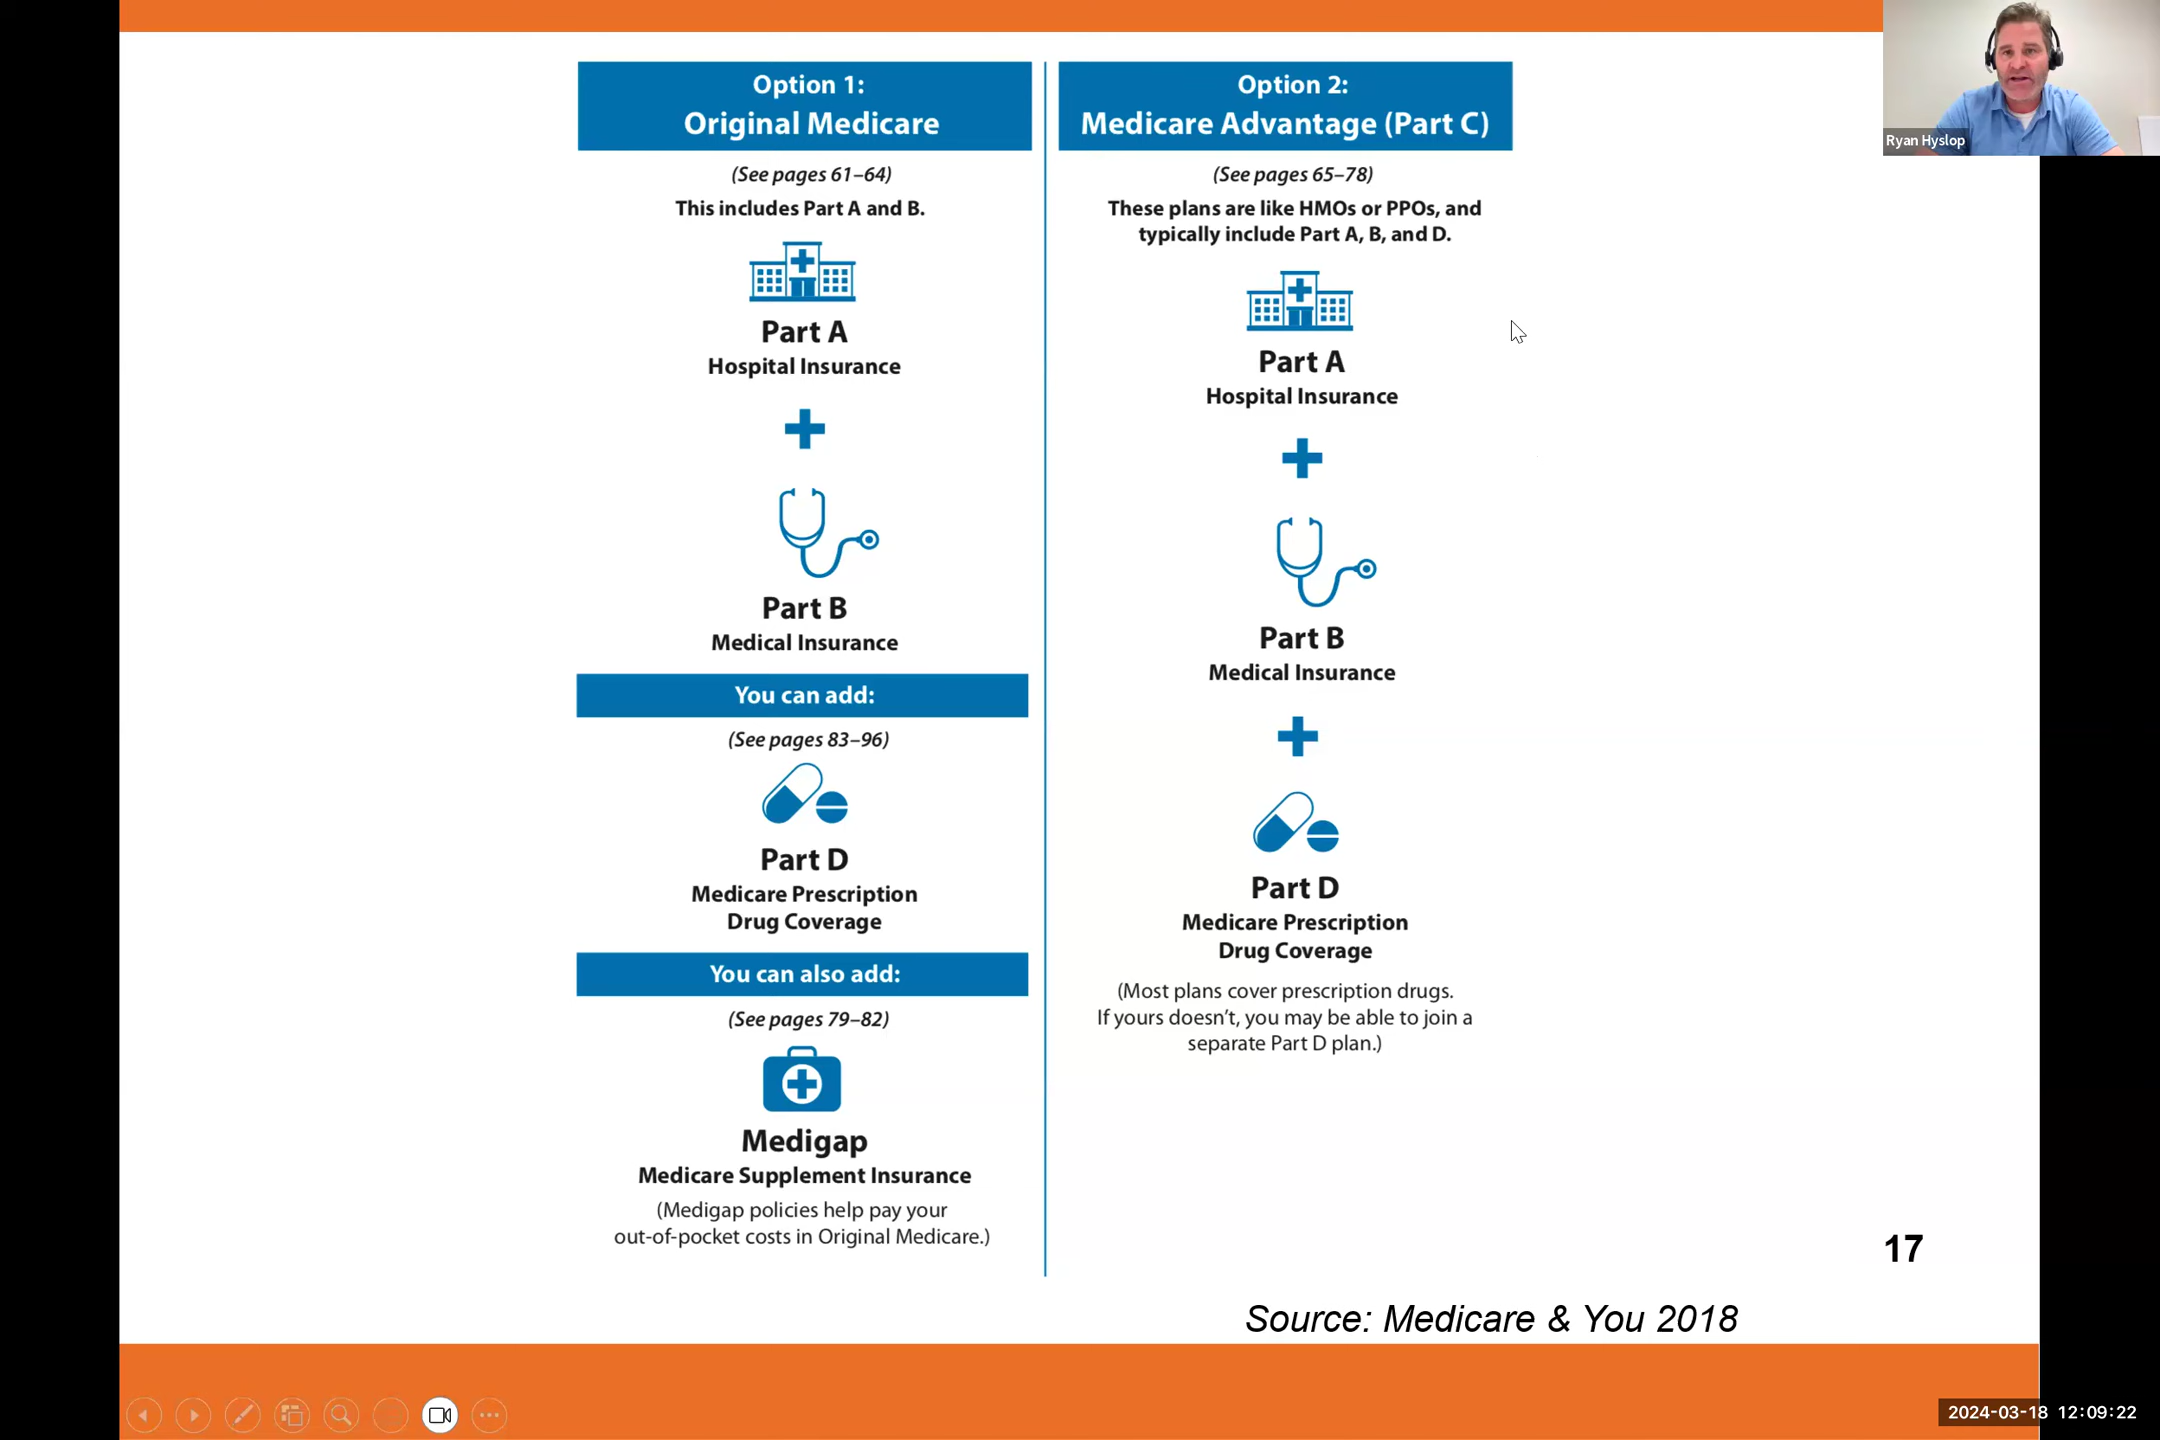 Option 1:
Original Medicare
(See pages 61–64)
This includes Part A and B.
Part A
Hospital Insurance
Part B
Medical Insurance
You can add:
(See pages 83–96)
Part D
Medicare Prescription
Drug Coverage
You can also add:
(See pages 79–82)
Medigap
Medicare Supplement Insurance
(Medigap policies help pay your
out-of-pocket costs in Original Medicare.)
Option 2:
Medicare Advantage (Part C)
(See pages 65–78)
These plans are like HMOs or PPOs, and
typically include Part A, B, and D.
Part A
Hospital Insurance
Part B
Medical Insurance
Part D
Medicare Prescription
Drug Coverage
(Most plans cover prescription drugs.
If yours doesn't, you may be able to join a
separate Part D plan.)
Ryan Hyslop
17
Source: Medicare & You 2018
2024-03-18 12:09:22